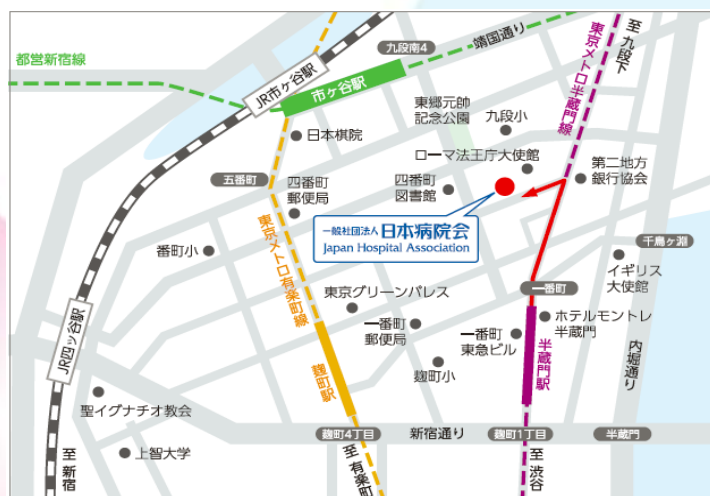 都営新宿線
JR市ヶ谷駅
市ヶ谷駅
九段南4
靖国通り
至九段下
東京メトロ半蔵門線
東郷元帥
記念公園
九段小
日本棋院
ローマ法王庁大使館
第二地方
銀行協会
五番町
四番町
郵便局
四番町
図書館
一般社団法人 日本病院会
Japan Hospital Association
番町小
東京メトロ有楽町線
千鳥ヶ淵
イギリス
大使館
一番町
東京グリーンパレス
一番町
郵便局
一番町
東急ビル
ホテルモントレ
半蔵門
JR四ッ谷駅
麹町駅
麹町小
半蔵門駅
内堀通り
聖イグナチオ教会
麹町4丁目
新宿通り
麹町1丁目
半蔵門
上智大学
至新宿
至有楽町
至渋谷